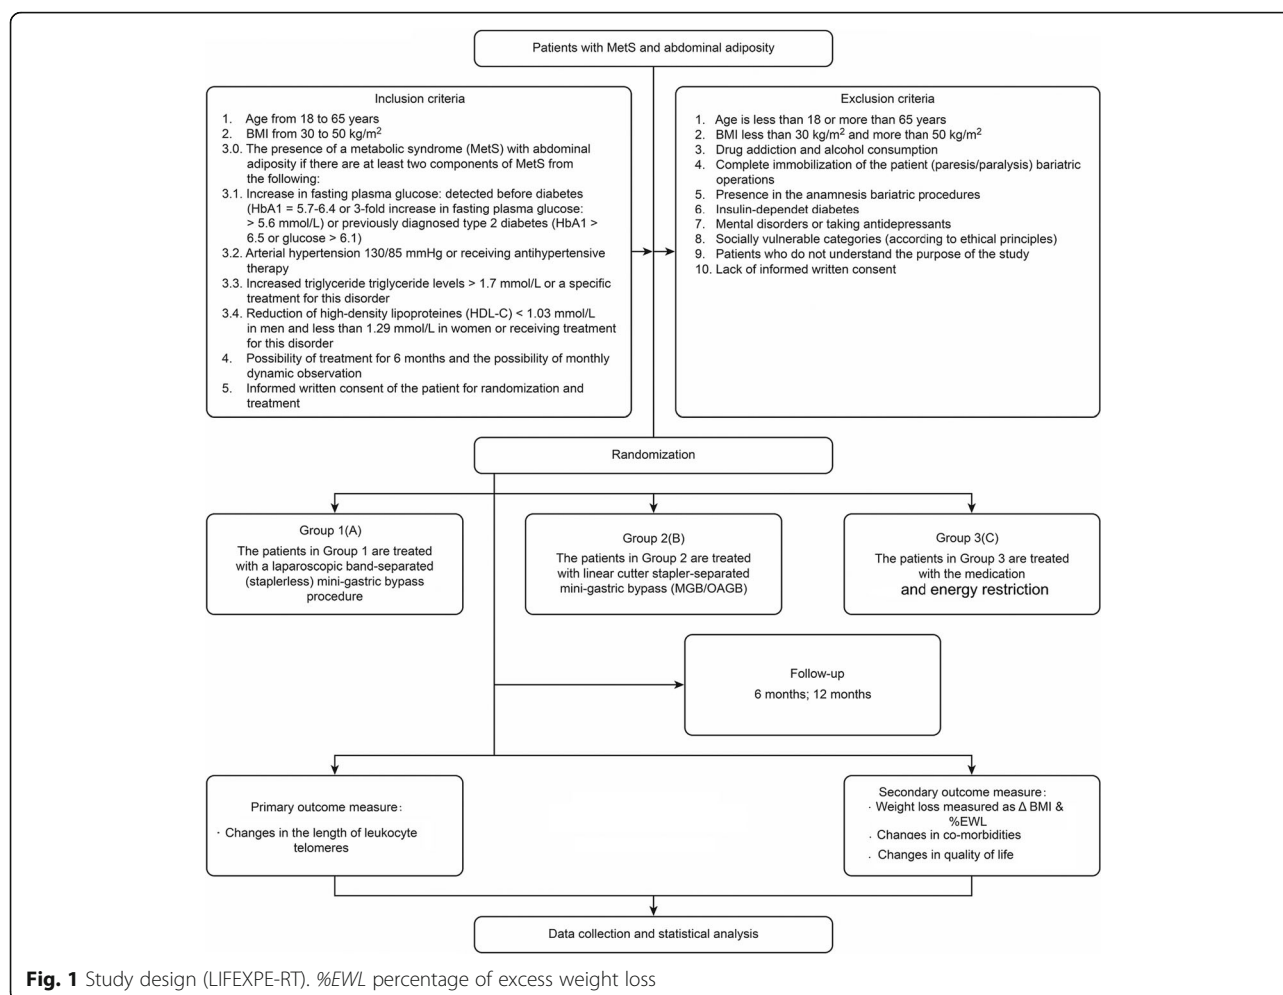 Patients with MetS and abdominal adiposity
Inclusion criteria
1. Age from 18 to 65 years
2. BMI from 30 to 50 kg/m²
3.0. The presence of a metabolic syndrome (MetS) with abdominal
adiposity if there are at least two components of MetS from
the following:
3.1. Increase in fasting plasma glucose: detected before diabetes
(HbA1 = 5.7-6.4 or 3-fold increase in fasting plasma glucose:
> 5.6 mmol/L) or previously diagnosed type 2 diabetes (HbA1 >
6.5 or glucose > 6.1)
3.2. Arterial hypertension 130/85 mmHg or receiving antihypertensive
therapy
3.3. Increased triglyceride triglyceride levels > 1.7 mmol/L or a specific
treatment for this disorder
3.4. Reduction of high-density lipoproteines (HDL-C) < 1.03 mmol/L
in men and less than 1.29 mmol/L in women or receiving treatment
for this disorder
4. Possibility of treatment for 6 months and the possibility of monthly
dynamic observation
5. Informed written consent of the patient for randomization and
treatment
Exclusion criteria
1. Age is less than 18 or more than 65 years
2. BMI less than 30 kg/m² and more than 50 kg/m²
3. Drug addiction and alcohol consumption
4. Complete immobilization of the patient (paresis/paralysis) bariatric
operations
5. Presence in the anamnesis bariatric procedures
6. Insulin-dependet diabetes
7. Mental disorders or taking antidepressants
8. Socially vulnerable categories (according to ethical principles)
9. Patients who do not understand the purpose of the study
10. Lack of informed written consent
Randomization
Group 1(A)
The patients in Group 1 are treated
with a laparoscopic band-separated
(staplerless) mini-gastric bypass
procedure
Group 2(B)
The patients in Group 2 are treated
with linear cutter stapler-separated
mini-gastric bypass (MGB/OAGB)
Group 3(C)
The patients in Group 3 are treated
with the medication
and energy restriction
Follow-up
6 months; 12 months
Primary outcome measure:
· Changes in the length of leukocyte
telomeres
Secondary outcome measure:
· Weight loss measured as Δ BMI &
%EWL
· Changes in co-morbidities
· Changes in quality of life
Data collection and statistical analysis
Fig. 1 Study design (LIFEXPE-RT). %EWL percentage of excess weight loss